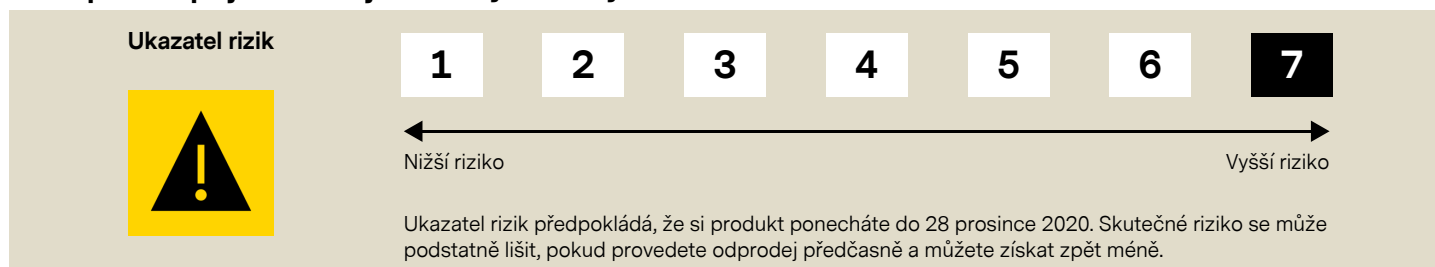 Ukazatel rizik
1 2 3 4 5 6 7
Nižší riziko Vyšší riziko
Ukazatel rizik předpokládá, že si produkt ponecháte do 28 prosince 2020. Skutečné riziko se může
podstatně lišit, pokud provedete odprodej předčasně a můžete získat zpět méně.